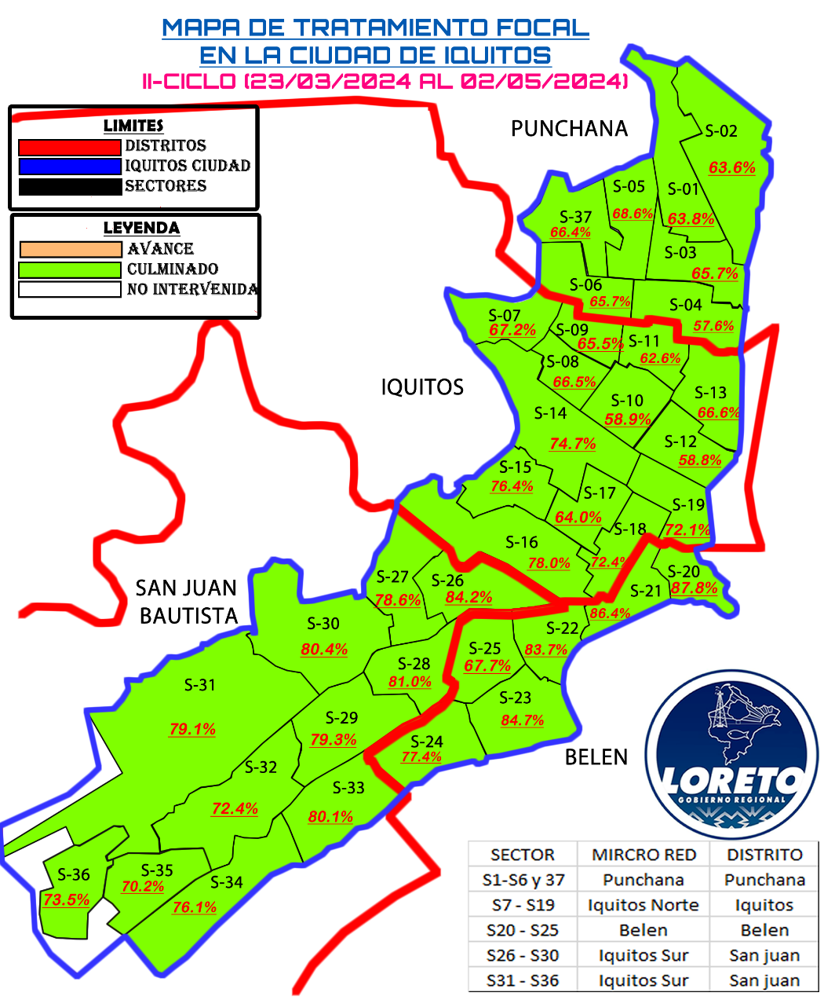 MAPA DE TRATAMIENTO FOCAL
EN LA CIUDAD DE IQUITOS
II-CICLO (23/03/2024 AL 02/05/2024)
LIMITES
DISTRITOS
IQUITOS CIUDAD
SECTORES
LEYENDA
AVANCE
CULMINADO
NO INTERVENIDA
PUNCHANA
S-02
63.6%
S-05
68.6%
S-01
63.8%
S-37
66.4%
S-03
65.7%
S-06
65.7%
S-04
57.6%
S-07
67.2%
S-09
65.5%
S-11
62.6%
S-08
66.5%
IQUITOS
S-10
58.9%
S-13
66.6%
S-14
74.7%
S-12
58.8%
S-15
76.4%
S-17
64.0%
S-19
72.1%
S-18
72.4%
S-16
78.0%
S-20
87.8%
S-21
86.4%
S-27
78.6%
S-26
84.2%
SAN JUAN
BAUTISTA
S-30
80.4%
S-22
83.7%
S-25
67.7%
S-28
81.0%
S-31
79.1%
S-23
84.7%
S-29
79.3%
S-24
77.4%
BELEN
S-32
72.4%
S-33
80.1%
S-36
73.5%
S-35
70.2%
S-34
76.1%
LORETO
GOBIERNO REGIONAL
SECTOR MIRCRO RED DISTRITO
S1-S6 y 37 Punchana Punchana
S7 - S19 Iquitos Norte Iquitos
S20 - S25 Belen Belen
S26 - S30 Iquitos Sur San juan
S31 - S36 Iquitos Sur San juan